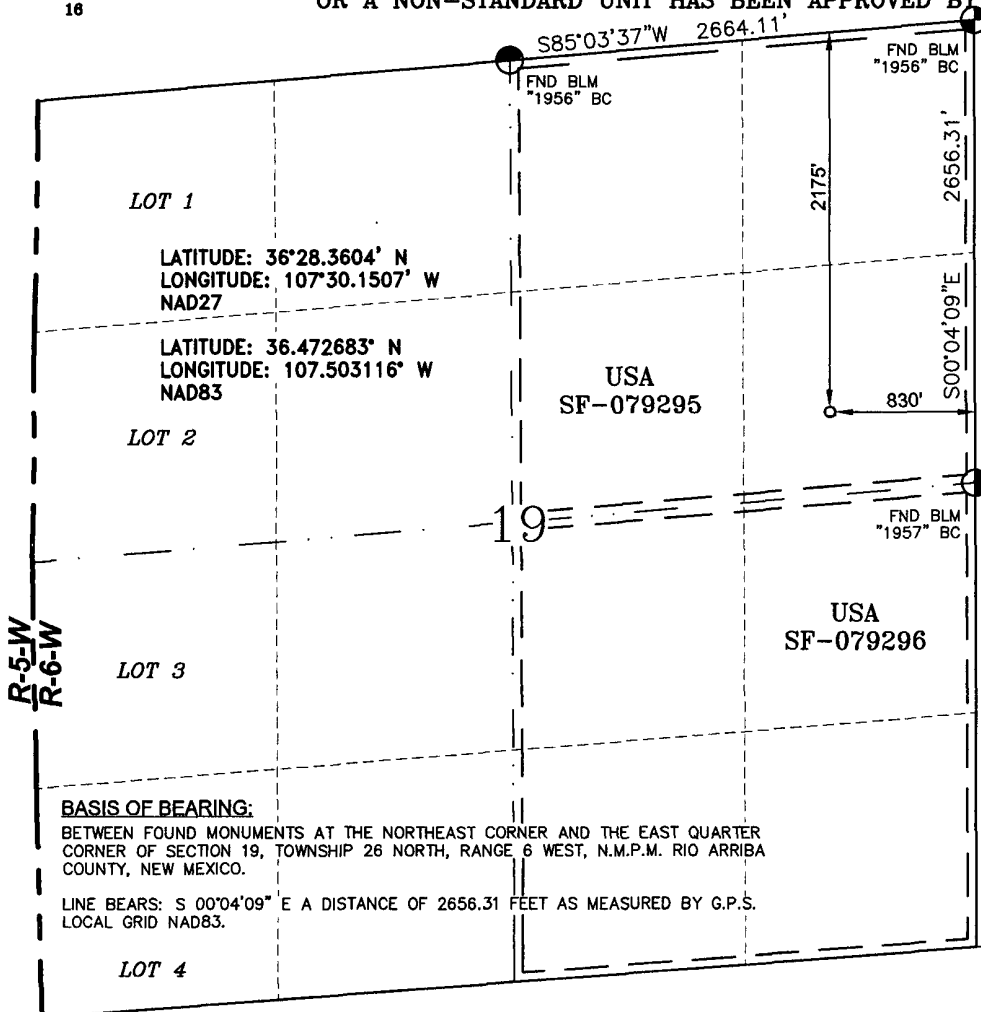 16
OR A NON-STANDARD UNIT HAS BEEN APPROVED BY
S85°03'37"W 2664.11'
FND BLM
"1956" BC
FND BLM
"1956" BC
2656.31'
S00°04'09"E
2175'
830'
LOT 1
LATITUDE: 36°28.3604' N
LONGITUDE: 107°30.1507' W
NAD27
LATITUDE: 36.472683° N
LONGITUDE: 107.503116° W
NAD83
USA
SF-079295
LOT 2
19
FND BLM
"1957" BC
USA
SF-079296
R-5-W
R-6-W
LOT 3
BASIS OF BEARING:
BETWEEN FOUND MONUMENTS AT THE NORTHEAST CORNER AND THE EAST QUARTER
CORNER OF SECTION 19, TOWNSHIP 26 NORTH, RANGE 6 WEST, N.M.P.M. RIO ARRIBA
COUNTY, NEW MEXICO.
LINE BEARS: S 00°04'09" E A DISTANCE OF 2656.31 FEET AS MEASURED BY G.P.S.
LOCAL GRID NAD83.
LOT 4